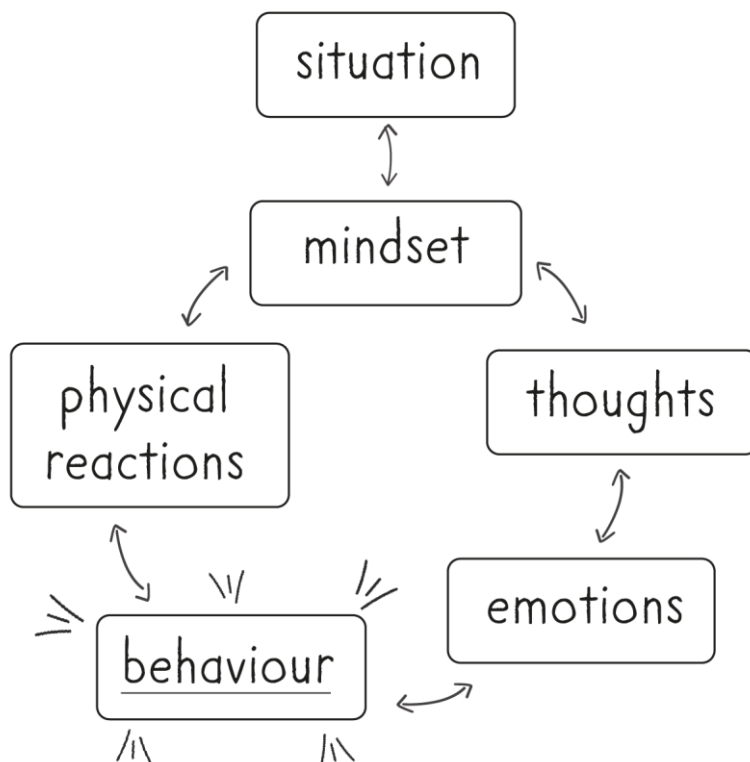 situation
mindset
physical
reactions
thoughts
emotions
behaviour